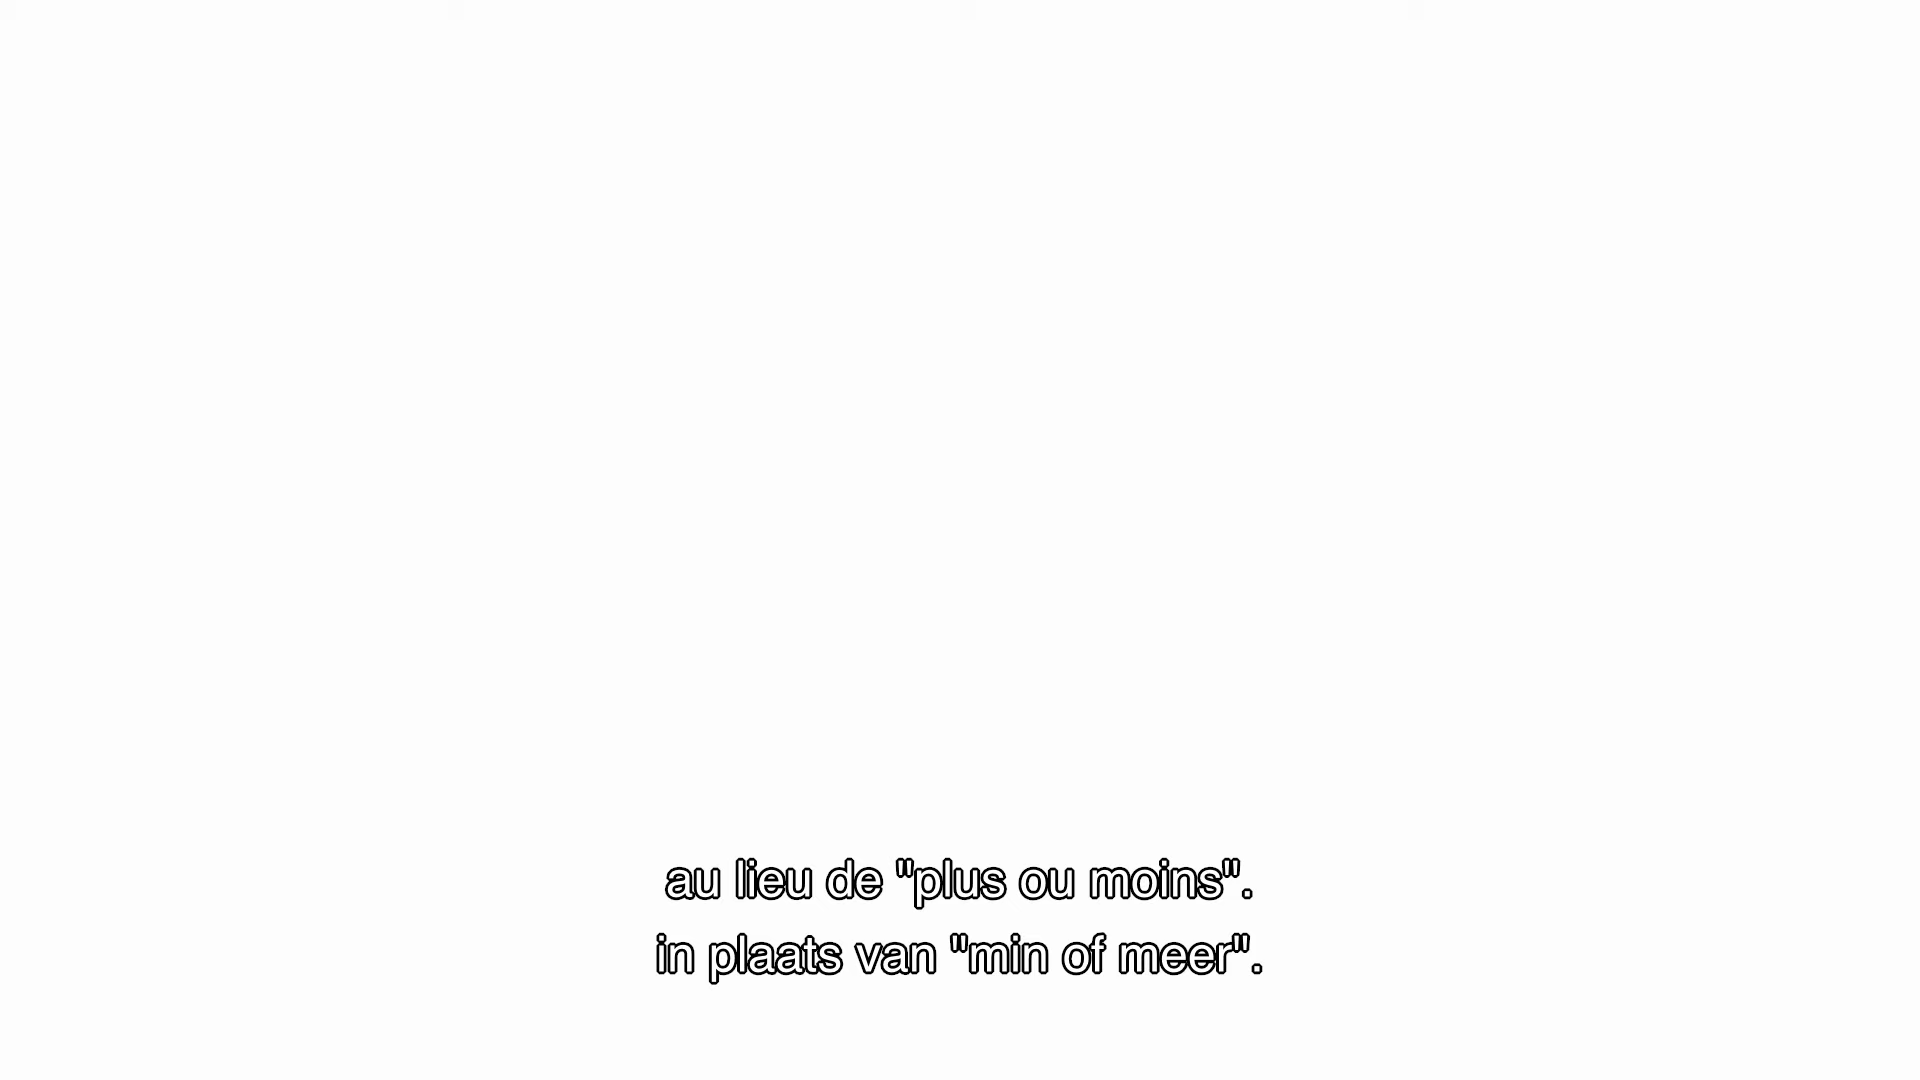 au lieu de "plus ou moins".
in plaats van "min of meer".